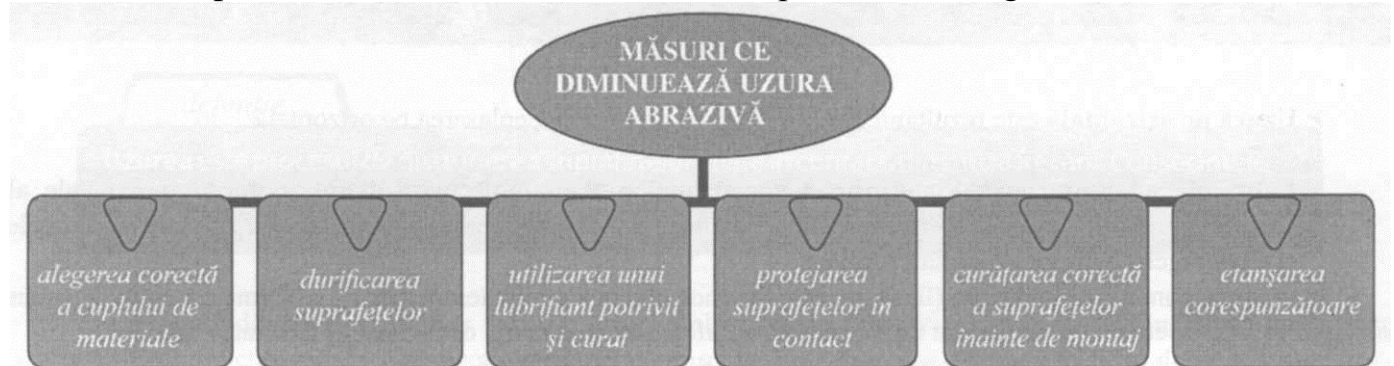 MĂSURI CE
DIMINUEAZĂ UZURA
ABRAZIVĂ
alegerea corectă
a cuplului de
materiale
durificarea
suprafețelor
utilizarea unui
lubrifiant potrivit
și curat
protejarea
suprafețelor în
contact
curățarea corectă
a suprafețelor
înainte de montaj
etanșarea
corespunzătoare